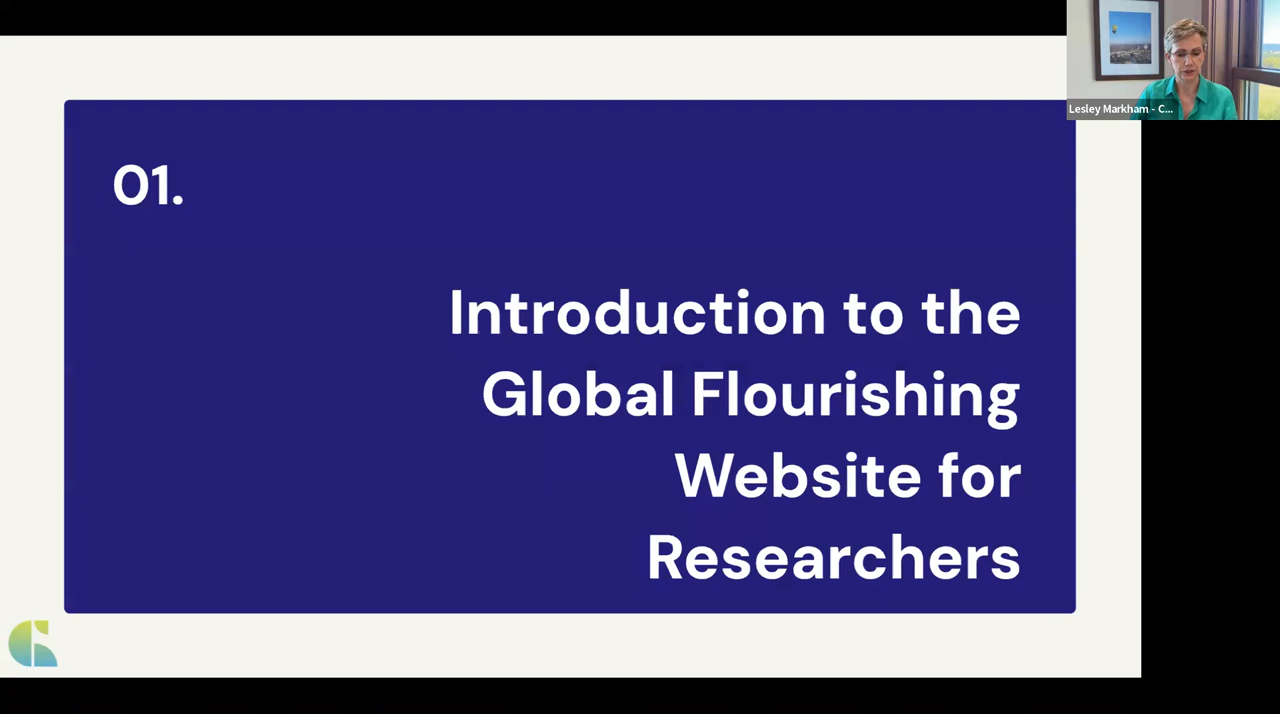 01.
Introduction to the
Global Flourishing
Website for
Researchers
Lesley Markham - C...